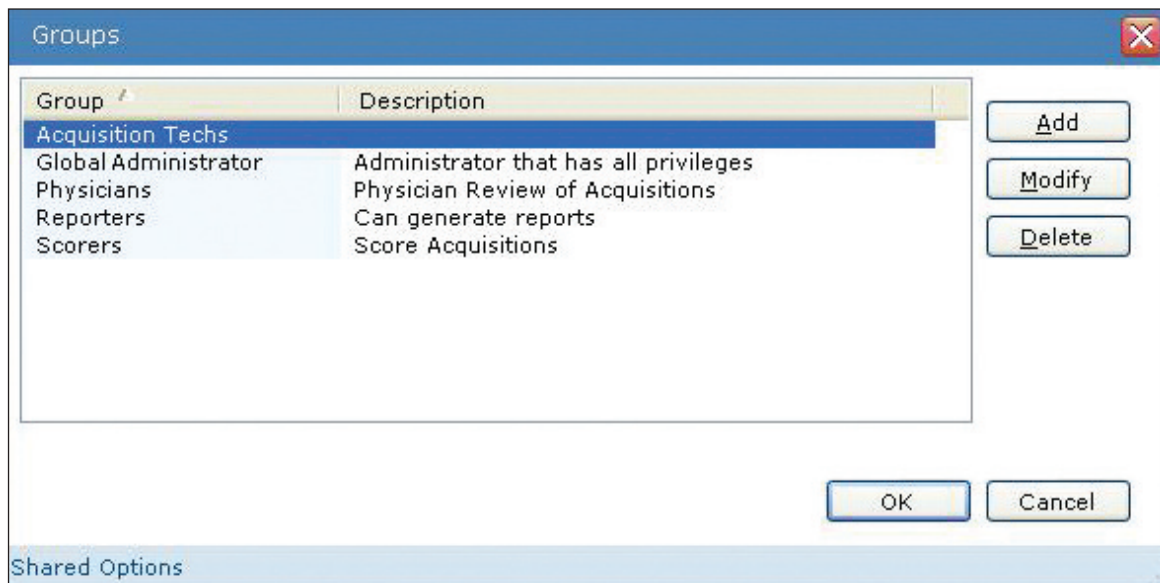 Groups
Group Description
Acquisition Techs
Global Administrator Administrator that has all privileges
Physicians Physician Review of Acquisitions
Reporters Can generate reports
Scorers Score Acquisitions
Add
Modify
Delete
OK Cancel
Shared Options